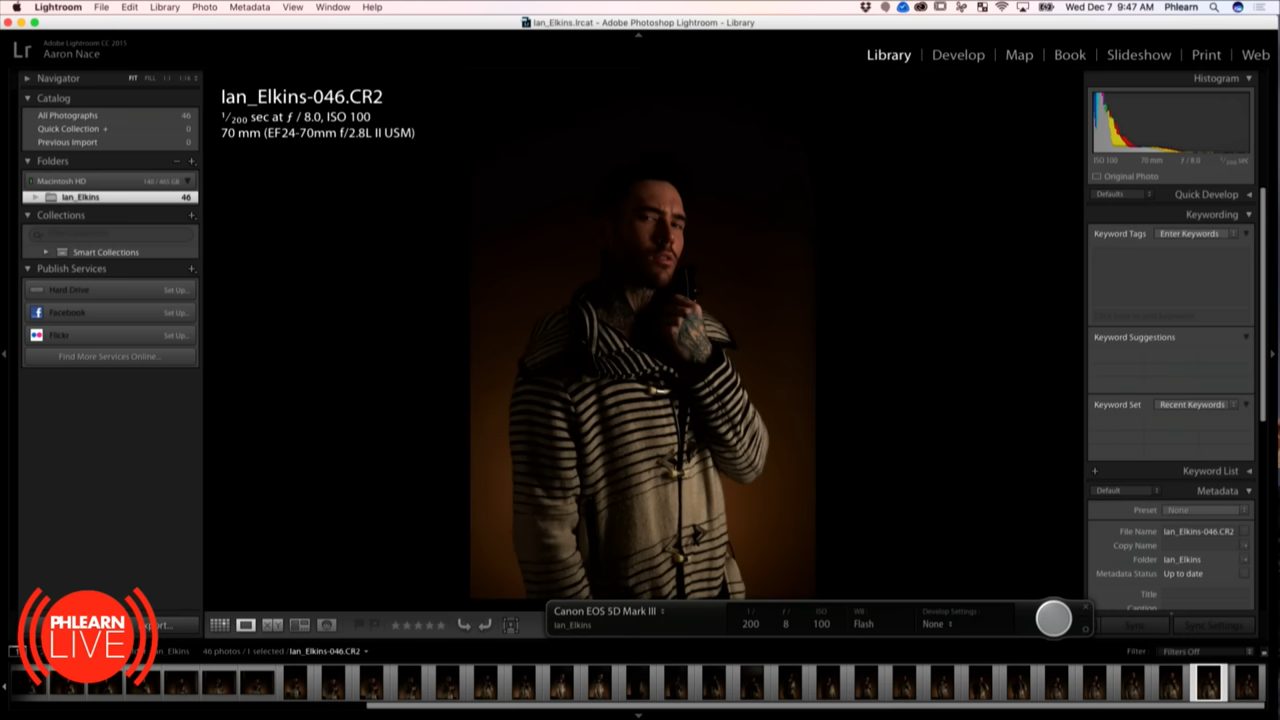 Lightroom File Edit Library Photo Metadata View Window Help
Wed Dec 7 9:47 AM Phlearn
Ian_Elkins.lrcat - Adobe Photoshop Lightroom - Library
Lr
Adobe Lightroom CC 2015
Aaron Nace
Library | Develop | Map | Book | Slideshow | Print | Web
Navigator FIT FILL 1:1 1:16
Catalog
All Photographs 46
Quick Collection + 0
Previous Import 0
Folders
Macintosh HD
Ian_Elkins 46
Collections
Smart Collections
Publish Services
Hard Drive Set Up...
Facebook Set Up...
Flickr Set Up...
Find More Services Online...
Ian_Elkins-046.CR2
1/200 sec at ƒ / 8.0, ISO 100
70 mm (EF24-70mm f/2.8L II USM)
Histogram
ISO 100 70 mm ƒ / 8.0 1/200 sec
Original Photo
Defaults Quick Develop
Keywording
Keyword Tags Enter Keywords
Keyword Suggestions
Keyword Set Recent Keywords
Keyword List
Default Metadata
Preset None
File Name Ian_Elkins-046.CR2
Copy Name
Folder Ian_Elkins
Metadata Status Up to date
Title
Caption
Sync Sync Settings
Canon EOS 5D Mark III
Ian_Elkins
1 / ƒ / ISO WB Develop Settings
200 8 100 Flash None
PHLEARN
LIVE
46 photos / 1 selected / Ian_Elkins-046.CR2
Filter : Filters Off